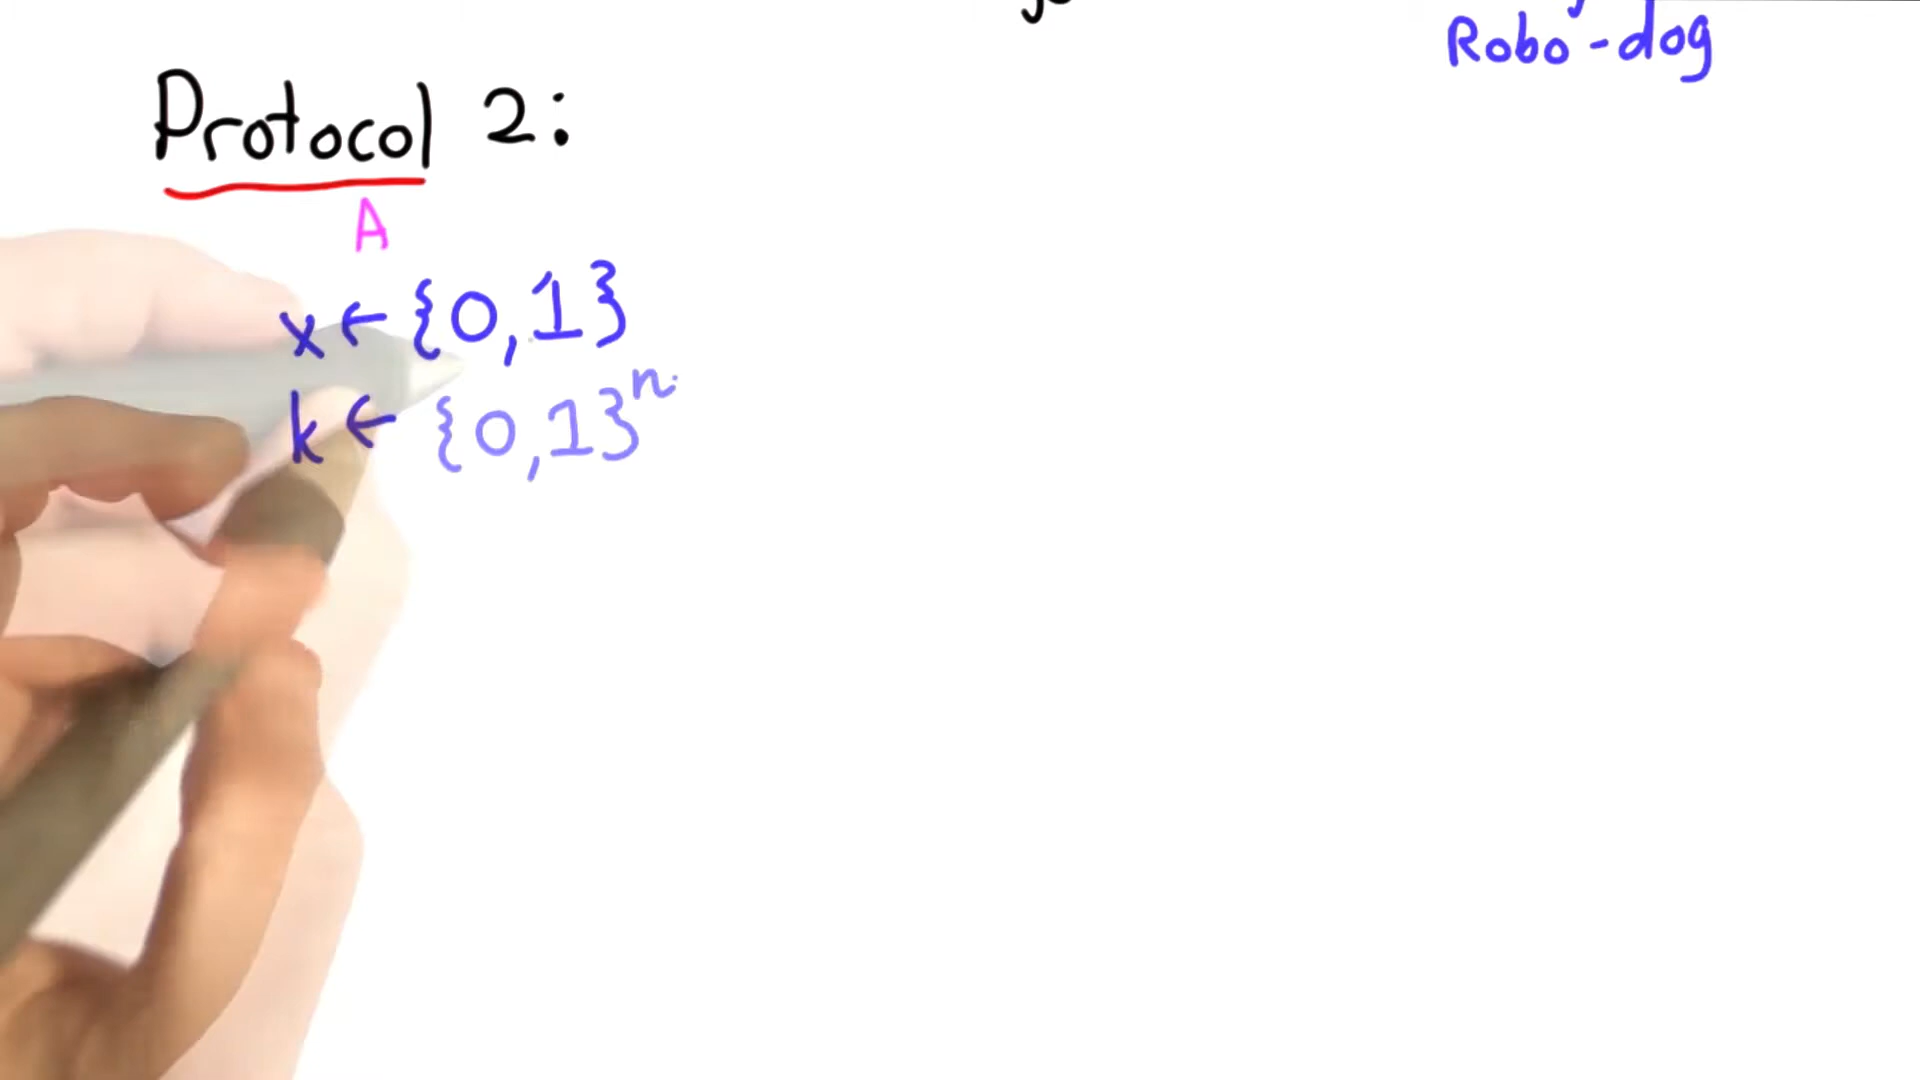 Robo-dog
Protocol 2:
A
x ← {0,1}
k ← {0,1}ⁿ